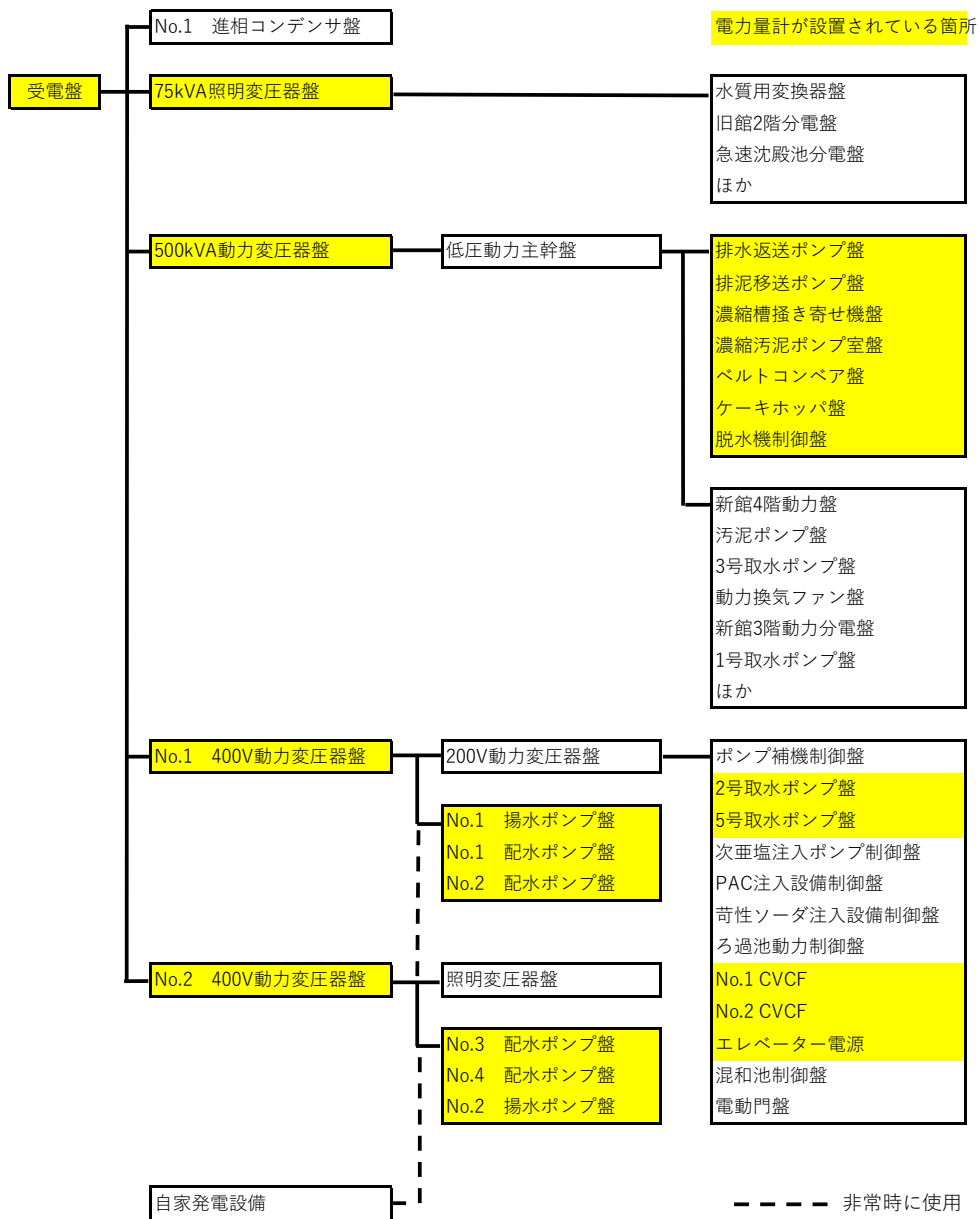 No.1　進相コンデンサ盤
電力量計が設置されている箇所
受電盤
75kVA照明変圧器盤
水質用変換器盤
旧館2階分電盤
急速沈殿池分電盤
ほか
500kVA動力変圧器盤
低圧動力主幹盤
排水返送ポンプ盤
排泥移送ポンプ盤
濃縮槽掻き寄せ機盤
濃縮汚泥ポンプ室盤
ベルトコンベア盤
ケーキホッパ盤
脱水機制御盤
新館4階動力盤
汚泥ポンプ盤
3号取水ポンプ盤
動力換気ファン盤
新館3階動力分電盤
1号取水ポンプ盤
ほか
No.1　400V動力変圧器盤
200V動力変圧器盤
No.1　揚水ポンプ盤
No.1　配水ポンプ盤
No.2　配水ポンプ盤
ポンプ補機制御盤
2号取水ポンプ盤
5号取水ポンプ盤
次亜塩注入ポンプ制御盤
PAC注入設備制御盤
苛性ソーダ注入設備制御盤
ろ過池動力制御盤
No.1 CVCF
No.2 CVCF
エレベーター電源
混和池制御盤
電動門盤
No.2　400V動力変圧器盤
照明変圧器盤
No.3　配水ポンプ盤
No.4　配水ポンプ盤
No.2　揚水ポンプ盤
自家発電設備
非常時に使用